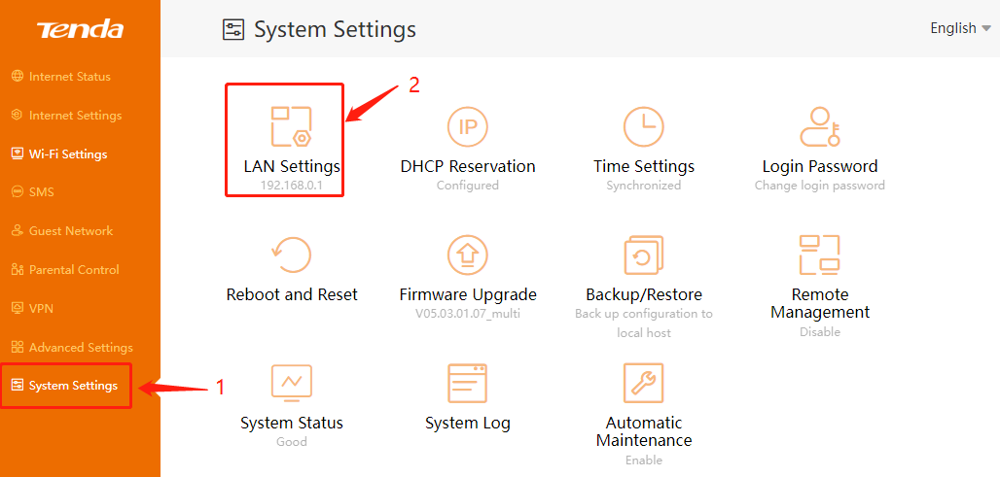 Tenda
System Settings
English
Internet Status
Internet Settings
Wi-Fi Settings
SMS
Guest Network
Parental Control
VPN
Advanced Settings
System Settings
1
2
LAN Settings
192.168.0.1
IP
DHCP Reservation
Configured
Time Settings
Synchronized
Login Password
Change login password
Reboot and Reset
Firmware Upgrade
V05.03.01.07_multi
Backup/Restore
Back up configuration to
local host
Remote
Management
Disable
System Status
Good
System Log
Automatic
Maintenance
Enable